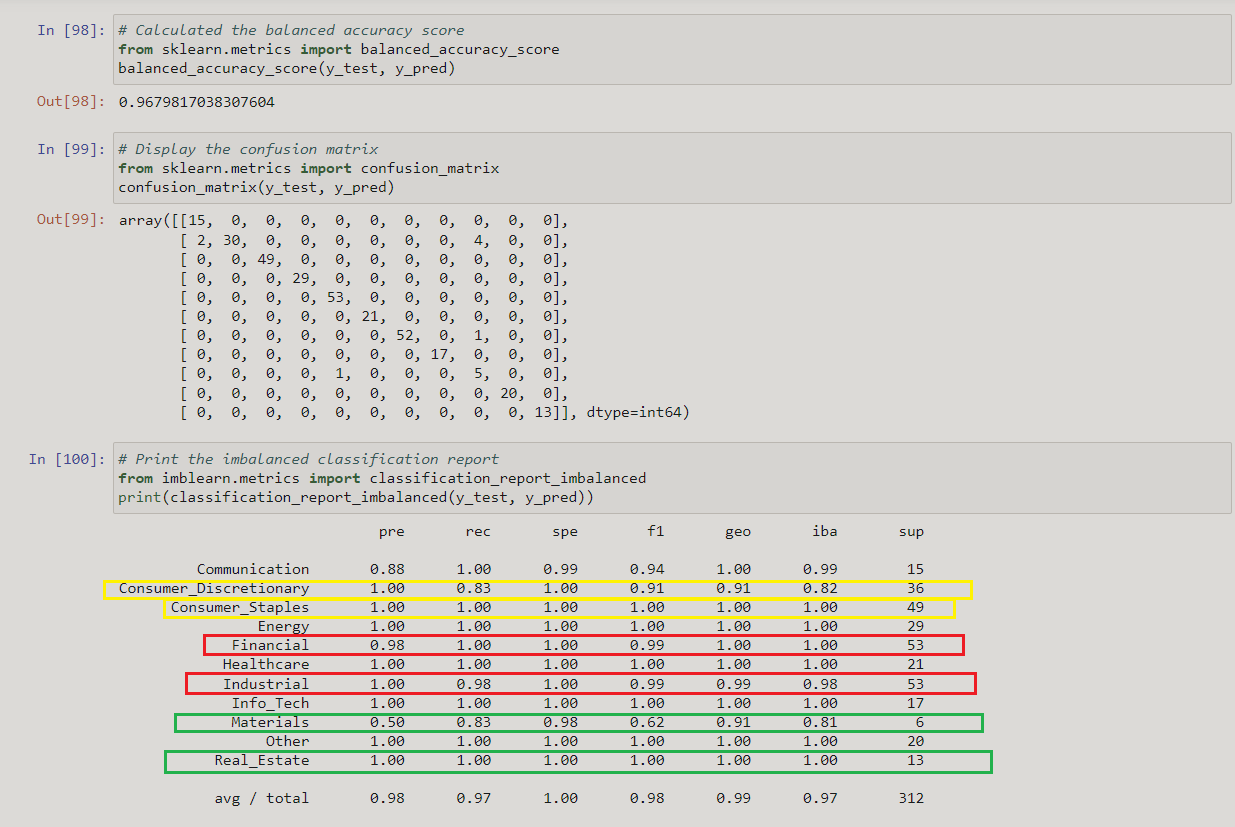 In [98]: # Calculated the balanced accuracy score
from sklearn.metrics import balanced_accuracy_score
balanced_accuracy_score(y_test, y_pred)
Out[98]: 0.9679817038307604
In [99]: # Display the confusion matrix
from sklearn.metrics import confusion_matrix
confusion_matrix(y_test, y_pred)
Out[99]: array([[15, 0, 0, 0, 0, 0, 0, 0, 0, 0, 0],
[ 2, 30, 0, 0, 0, 0, 0, 0, 4, 0, 0],
[ 0, 0, 49, 0, 0, 0, 0, 0, 0, 0, 0],
[ 0, 0, 0, 29, 0, 0, 0, 0, 0, 0, 0],
[ 0, 0, 0, 0, 53, 0, 0, 0, 0, 0, 0],
[ 0, 0, 0, 0, 0, 21, 0, 0, 0, 0, 0],
[ 0, 0, 0, 0, 0, 0, 52, 0, 1, 0, 0],
[ 0, 0, 0, 0, 0, 0, 0, 17, 0, 0, 0],
[ 0, 0, 0, 0, 1, 0, 0, 0, 5, 0, 0],
[ 0, 0, 0, 0, 0, 0, 0, 0, 0, 20, 0],
[ 0, 0, 0, 0, 0, 0, 0, 0, 0, 0, 13]], dtype=int64)
In [100]: # Print the imbalanced classification report
from imblearn.metrics import classification_report_imbalanced
print(classification_report_imbalanced(y_test, y_pred))
pre rec spe f1 geo iba sup
Communication 0.88 1.00 0.99 0.94 1.00 0.99 15
Consumer_Discretionary 1.00 0.83 1.00 0.91 0.91 0.82 36
Consumer_Staples 1.00 1.00 1.00 1.00 1.00 1.00 49
Energy 1.00 1.00 1.00 1.00 1.00 1.00 29
Financial 0.98 1.00 1.00 0.99 1.00 1.00 53
Healthcare 1.00 1.00 1.00 1.00 1.00 1.00 21
Industrial 1.00 0.98 1.00 0.99 0.99 0.98 53
Info_Tech 1.00 1.00 1.00 1.00 1.00 1.00 17
Materials 0.50 0.83 0.98 0.62 0.91 0.81 6
Other 1.00 1.00 1.00 1.00 1.00 1.00 20
Real_Estate 1.00 1.00 1.00 1.00 1.00 1.00 13
avg / total 0.98 0.97 1.00 0.98 0.99 0.97 312